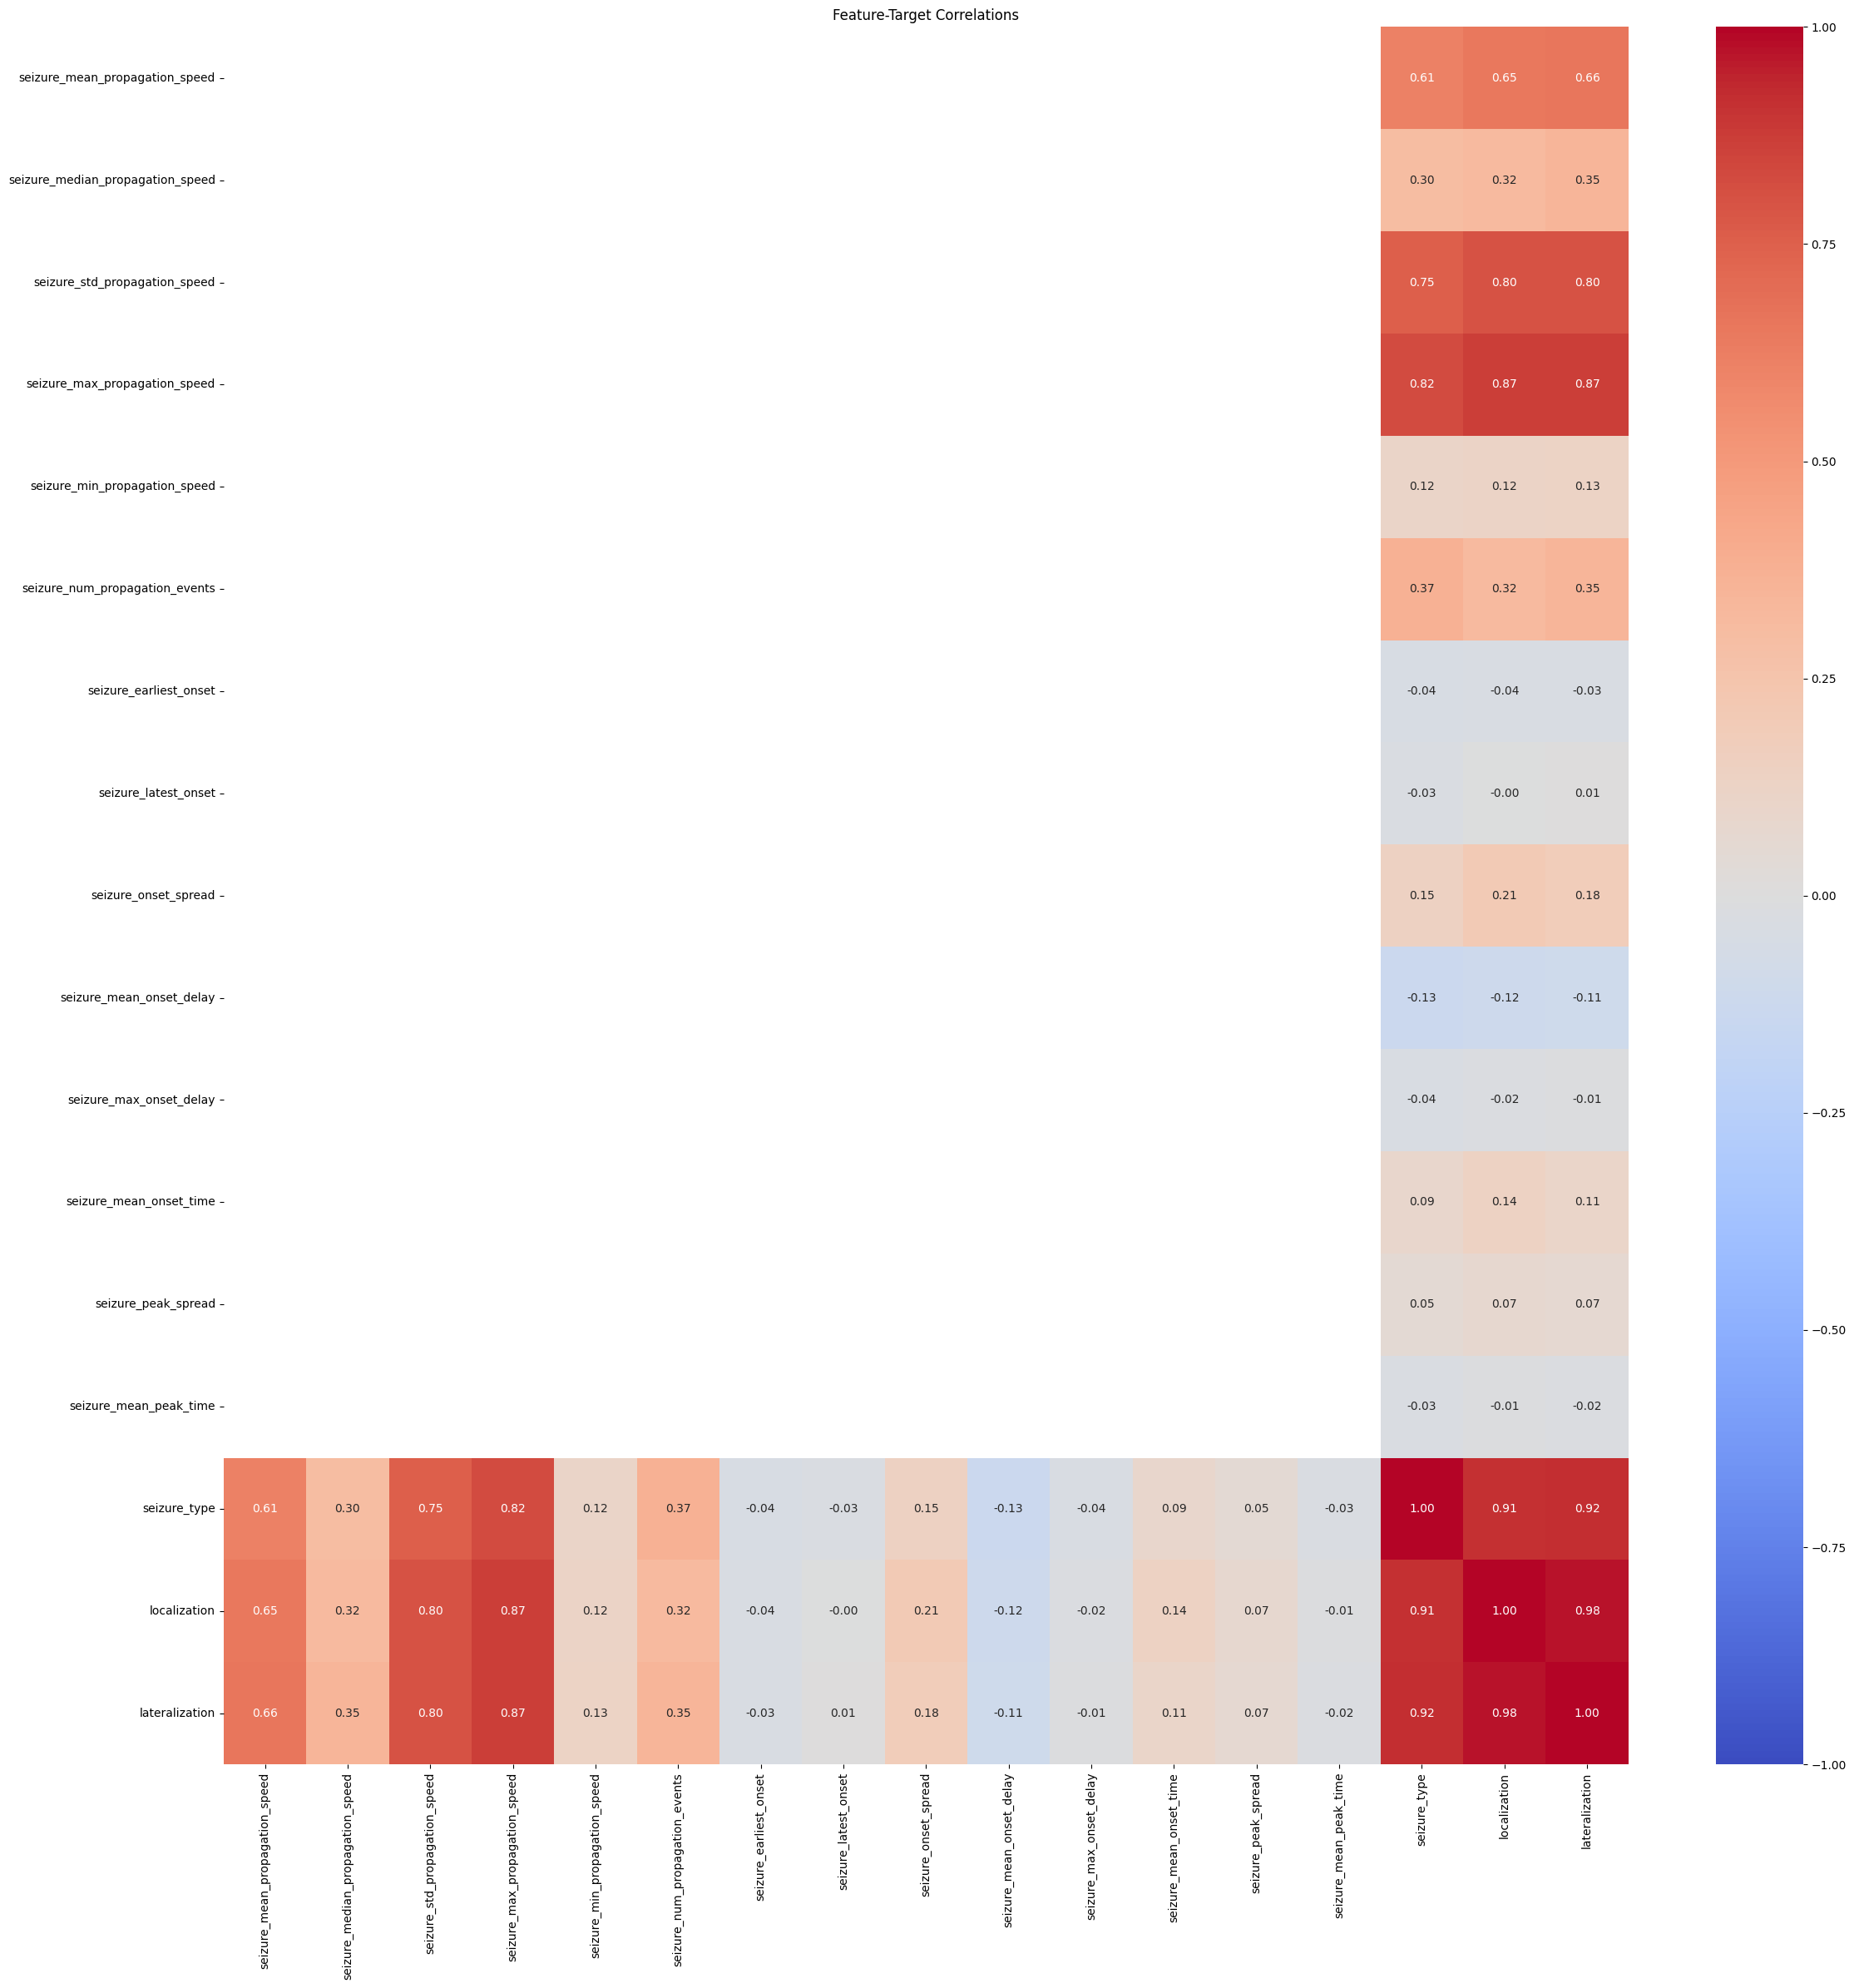 Feature-Target Correlations
seizure_mean_propagation_speed 0.61 0.65 0.66
seizure_median_propagation_speed 0.30 0.32 0.35
seizure_std_propagation_speed 0.75 0.80 0.80
seizure_max_propagation_speed 0.82 0.87 0.87
seizure_min_propagation_speed 0.12 0.12 0.13
seizure_num_propagation_events 0.37 0.32 0.35
seizure_earliest_onset -0.04 -0.04 -0.03
seizure_latest_onset -0.03 -0.00 0.01
seizure_onset_spread 0.15 0.21 0.18
seizure_mean_onset_delay -0.13 -0.12 -0.11
seizure_max_onset_delay -0.04 -0.02 -0.01
seizure_mean_onset_time 0.09 0.14 0.11
seizure_peak_spread 0.05 0.07 0.07
seizure_mean_peak_time -0.03 -0.01 -0.02
seizure_type 0.61 0.30 0.75 0.82 0.12 0.37 -0.04 -0.03 0.15 -0.13 -0.04 0.09 0.05 -0.03 1.00 0.91 0.92
localization 0.65 0.32 0.80 0.87 0.12 0.32 -0.04 -0.00 0.21 -0.12 -0.02 0.14 0.07 -0.01 0.91 1.00 0.98
lateralization 0.66 0.35 0.80 0.87 0.13 0.35 -0.03 0.01 0.18 -0.11 -0.01 0.11 0.07 -0.02 0.92 0.98 1.00
seizure_mean_propagation_speed
seizure_median_propagation_speed
seizure_std_propagation_speed
seizure_max_propagation_speed
seizure_min_propagation_speed
seizure_num_propagation_events
seizure_earliest_onset
seizure_latest_onset
seizure_onset_spread
seizure_mean_onset_delay
seizure_max_onset_delay
seizure_mean_onset_time
seizure_peak_spread
seizure_mean_peak_time
seizure_type
localization
lateralization
1.00
0.75
0.50
0.25
0.00
−0.25
−0.50
−0.75
−1.00